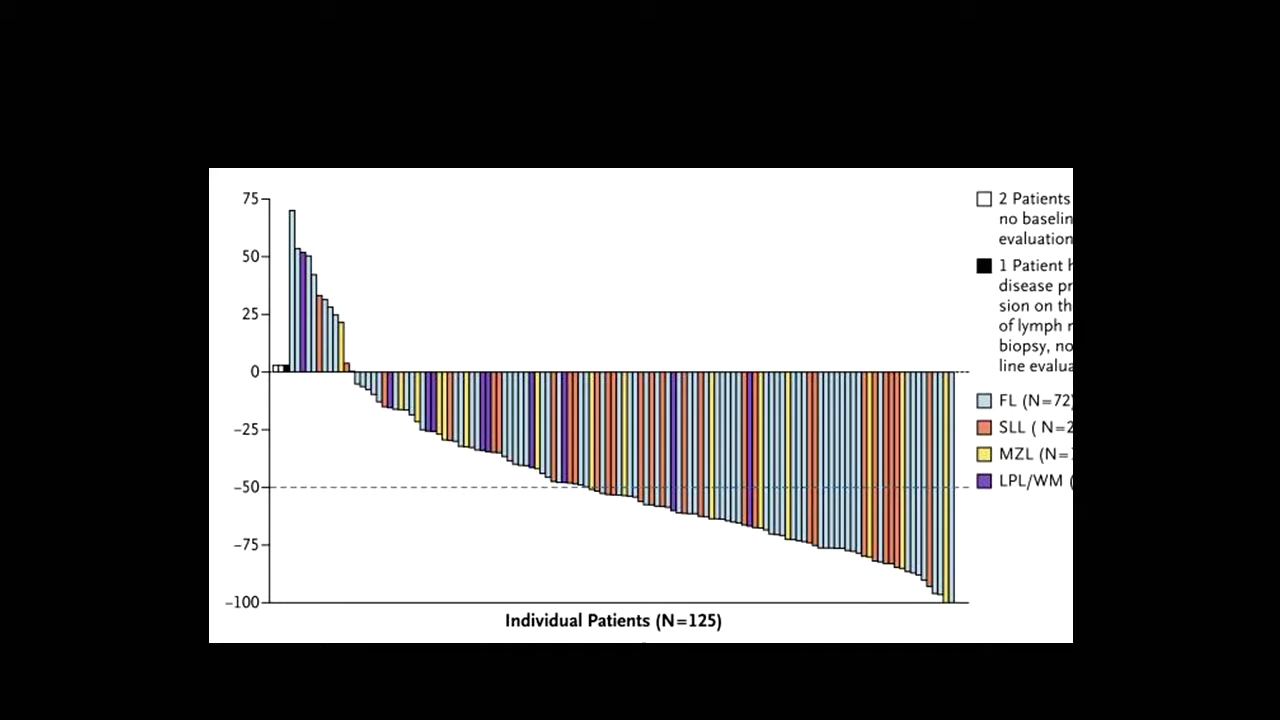 75
50
25
0
−25
−50
−75
−100
Individual Patients (N=125)
2 Patients
no baselin
evaluation
1 Patient h
disease pr
sion on th
of lymph
biopsy, no
line evalua
FL (N=72)
SLL ( N=2
MZL (N=
LPL/WM (